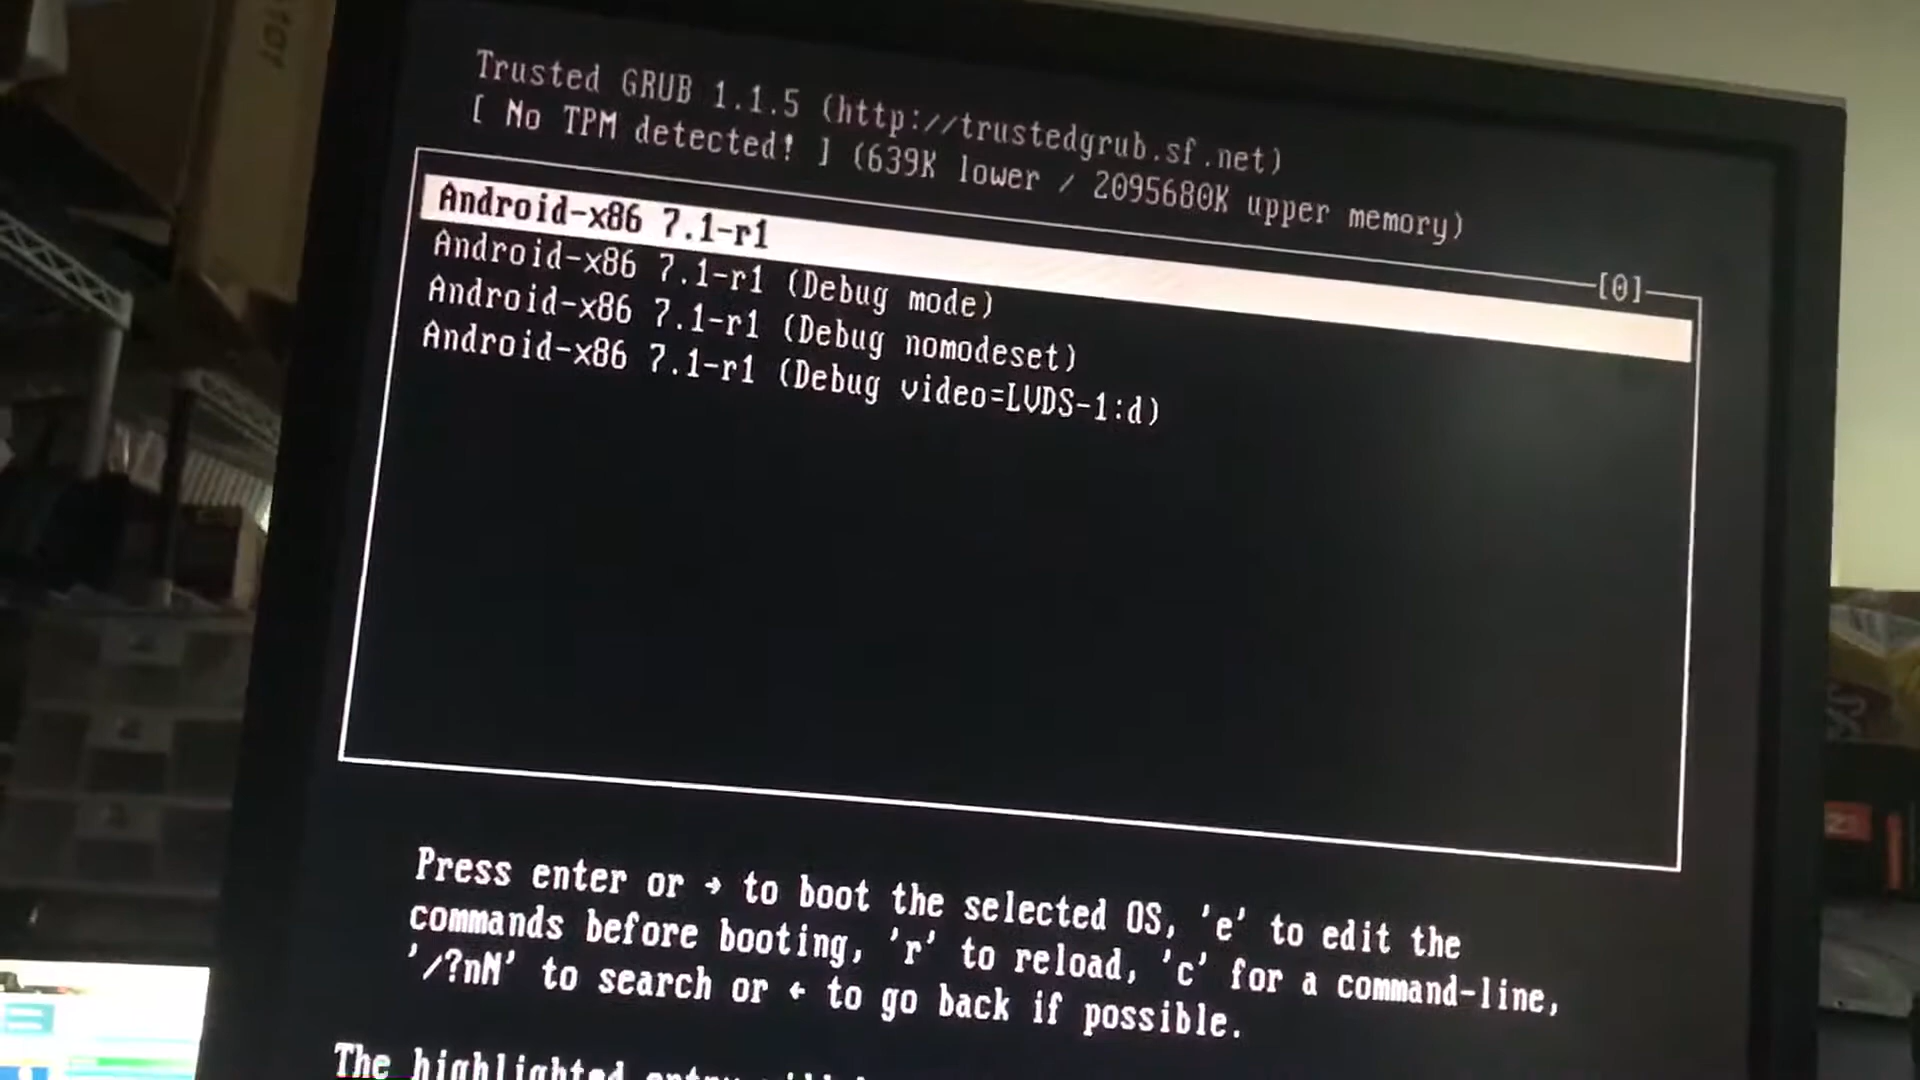 Trusted GRUB 1.1.5 (http://trustedgrub.sf.net)
[ No TPM detected! ] (639K lower / 2095680K upper memory)
[0]
Android-x86 7.1-r1
Android-x86 7.1-r1 (Debug mode)
Android-x86 7.1-r1 (Debug nomodeset)
Android-x86 7.1-r1 (Debug video=LVDS-1:d)
Press enter or → to boot the selected OS, 'e' to edit the
commands before booting, 'r' to reload, 'c' for a command-line,
'/?nN' to search or ← to go back if possible.
The highlighted entry will